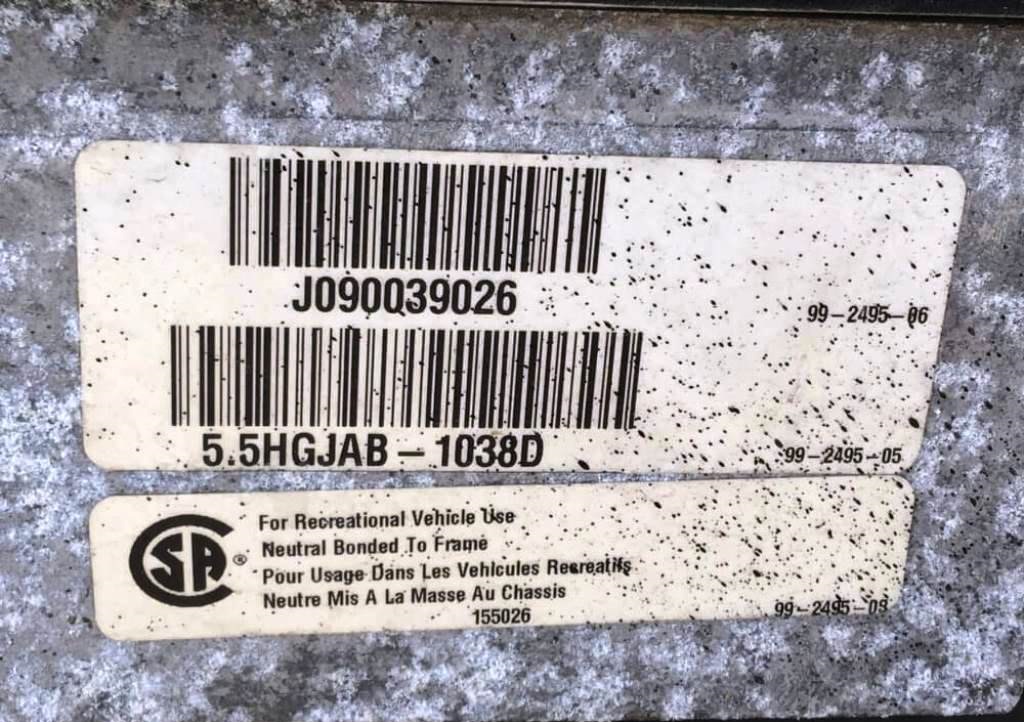 J090039026
99-2495-06
5.5HGJAB - 1038D
99-2495-05
CSA®
For Recreational Vehicle Use
Neutral Bonded To Frame
Pour Usage Dans Les Vehicules Recreatifs
Neutre Mis A La Masse Au Chassis
155026
99-2495-03